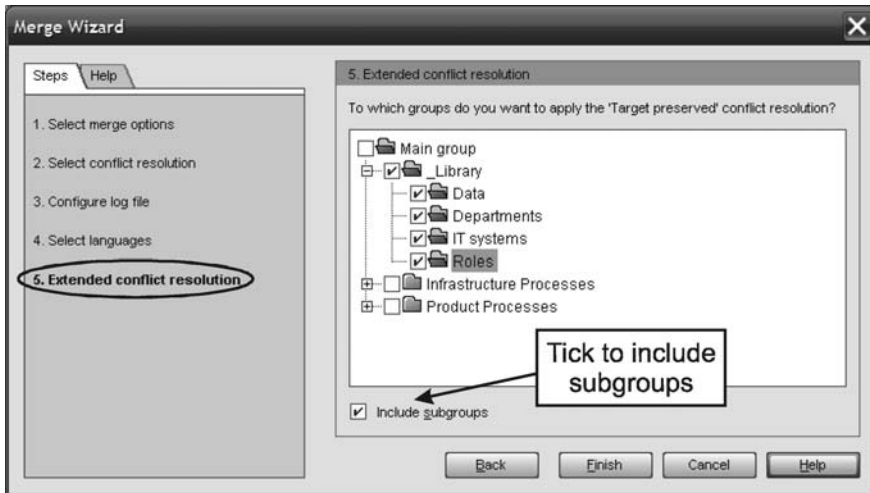 Merge Wizard
Steps
Help
1. Select merge options
2. Select conflict resolution
3. Configure log file
4. Select languages
5. Extended conflict resolution
5. Extended conflict resolution
To which groups do you want to apply the 'Target preserved' conflict resolution?
Main group
_Library
Data
Departments
IT systems
Roles
Infrastructure Processes
Product Processes
Tick to include
subgroups
Include subgroups
Back
Finish
Cancel
Help